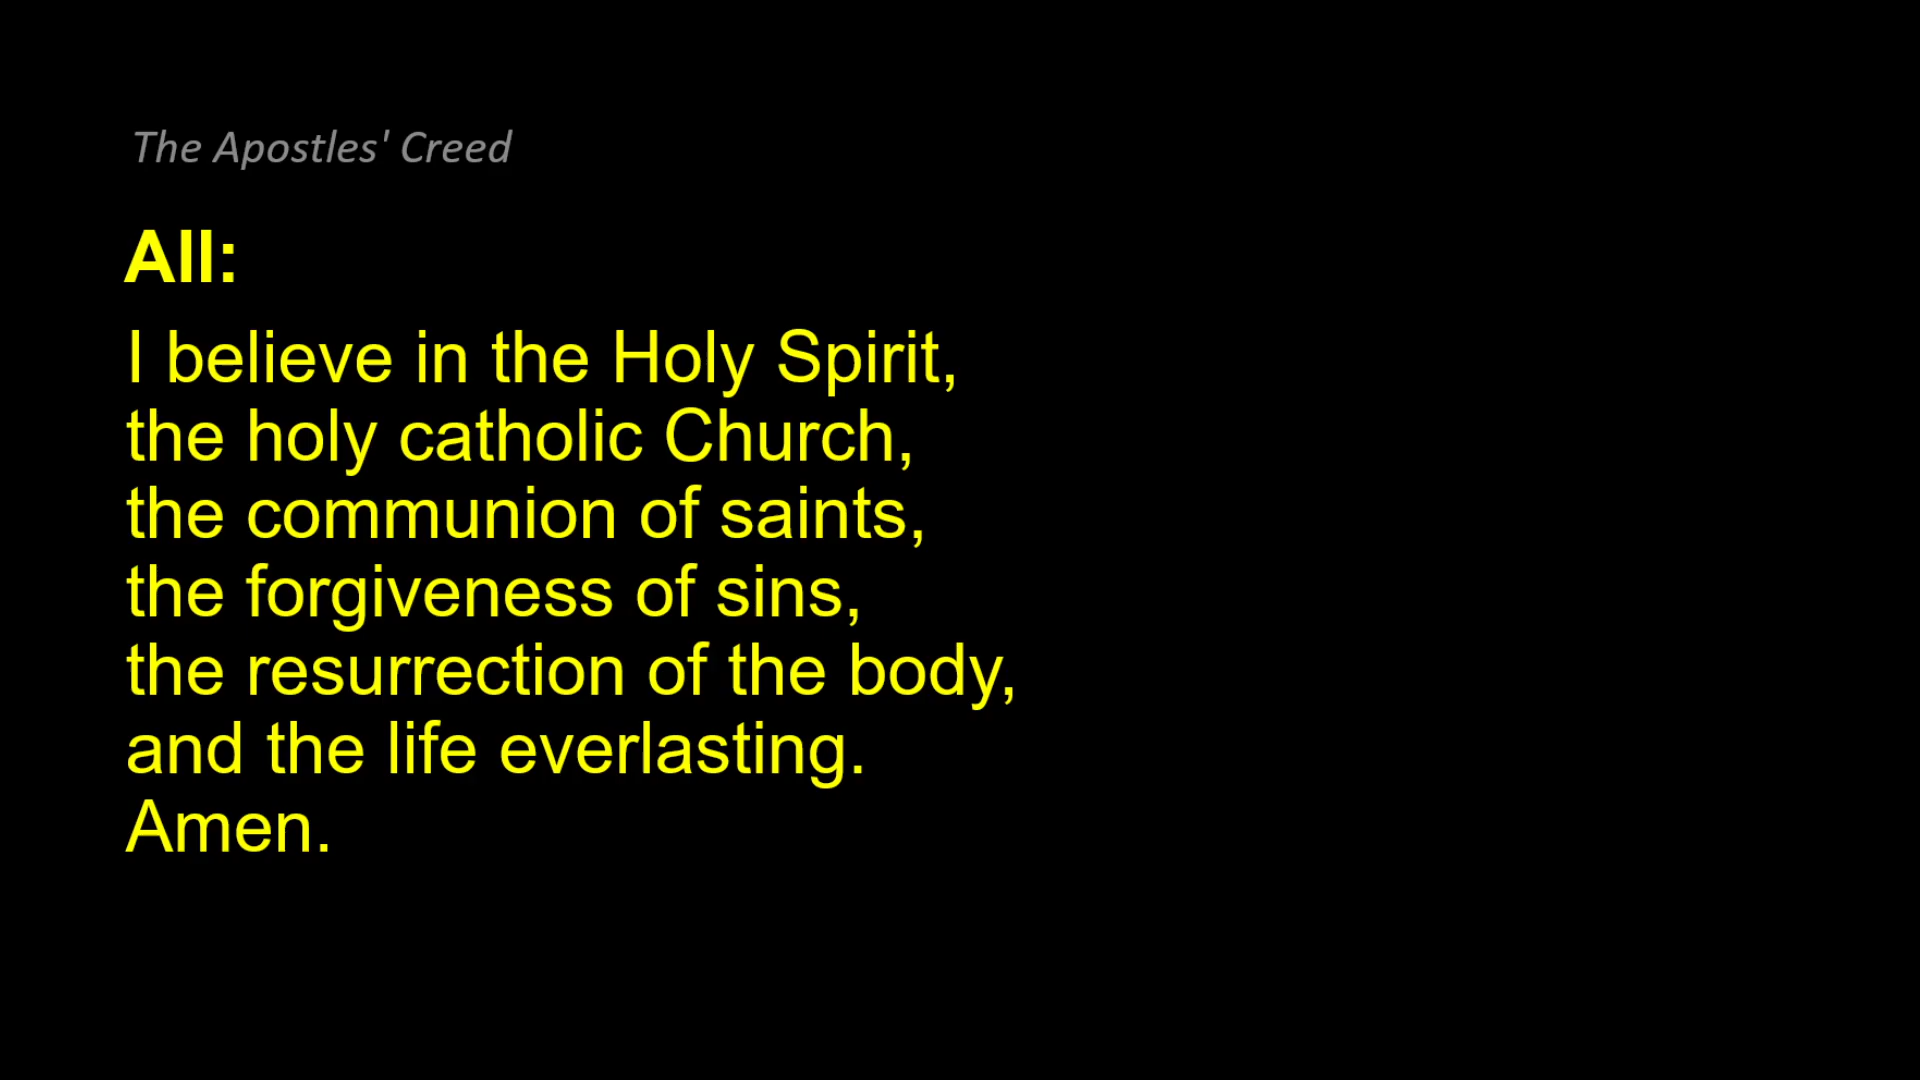 The Apostles' Creed
All:
I believe in the Holy Spirit,
the holy catholic Church,
the communion of saints,
the forgiveness of sins,
the resurrection of the body,
and the life everlasting.
Amen.